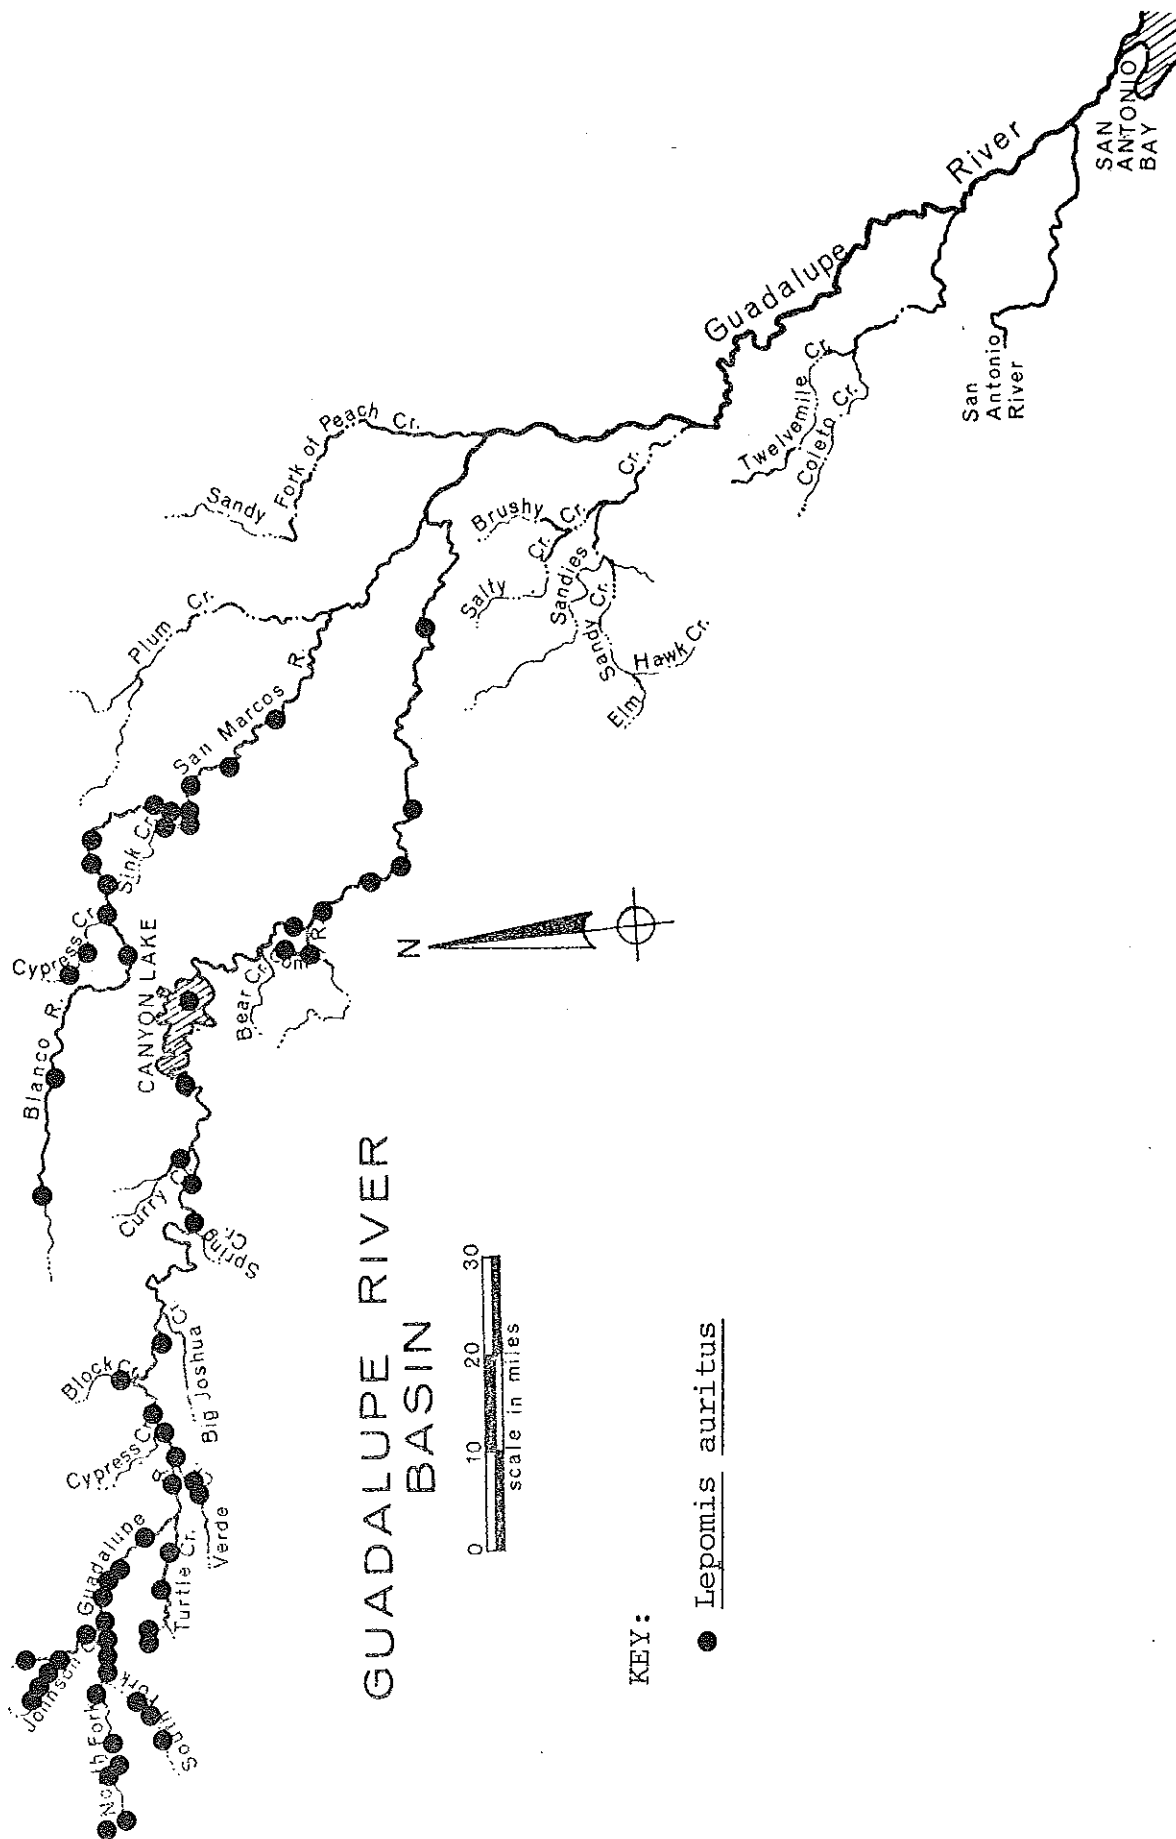 GUADALUPE RIVER
BASIN
0 10 20 30
scale in miles
KEY:
Lepomis auritus
N
North Fork
South Fork
Johnson C
Guadalupe
Turtle Cr.
Verde Cr.
Cypress Cr.
Block Cr.
Big Joshua Cr.
R.
Spring
Cr.
Curry C
CANYON LAKE
Blanco R.
Cypress Cr.
Sink Cr.
Bear Cr.
Com R.
San Marcos R.
Plum Cr.
Sandy
Fork of Peach Cr.
Brushy Cr.
Salty Cr.
Sandies Cr.
Sandy Cr.
Elm
Hawk Cr.
Guadalupe River
Twelvemile Cr.
Coleto Cr.
San
Antonio
River
SAN
ANTONIO
BAY